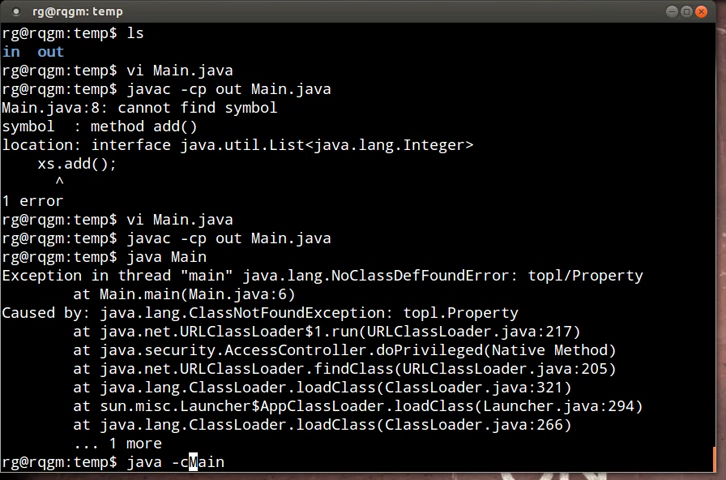 rg@rqgm: temp
rg@rqgm:temp$ ls
in  out
rg@rqgm:temp$ vi Main.java
rg@rqgm:temp$ javac -cp out Main.java
Main.java:8: cannot find symbol
symbol  : method add()
location: interface java.util.List<java.lang.Integer>
    xs.add();
      ^
1 error
rg@rqgm:temp$ vi Main.java
rg@rqgm:temp$ javac -cp out Main.java
rg@rqgm:temp$ java Main
Exception in thread "main" java.lang.NoClassDefFoundError: topl/Property
        at Main.main(Main.java:6)
Caused by: java.lang.ClassNotFoundException: topl.Property
        at java.net.URLClassLoader$1.run(URLClassLoader.java:217)
        at java.security.AccessController.doPrivileged(Native Method)
        at java.net.URLClassLoader.findClass(URLClassLoader.java:205)
        at java.lang.ClassLoader.loadClass(ClassLoader.java:321)
        at sun.misc.Launcher$AppClassLoader.loadClass(Launcher.java:294)
        at java.lang.ClassLoader.loadClass(ClassLoader.java:266)
        ... 1 more
rg@rqgm:temp$ java -cMain